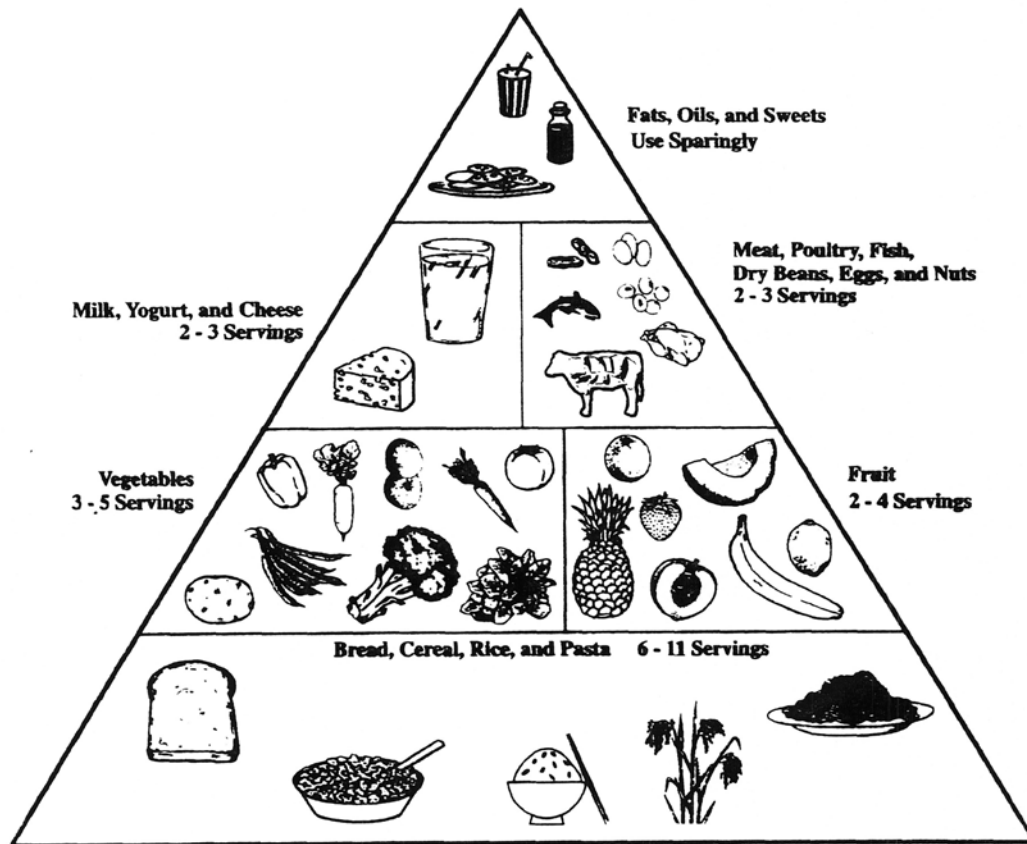 Fats, Oils, and Sweets
Use Sparingly
Milk, Yogurt, and Cheese
2 - 3 Servings
Meat, Poultry, Fish,
Dry Beans, Eggs, and Nuts
2 - 3 Servings
Vegetables
3 - 5 Servings
Fruit
2 - 4 Servings
Bread, Cereal, Rice, and Pasta 6 - 11 Servings